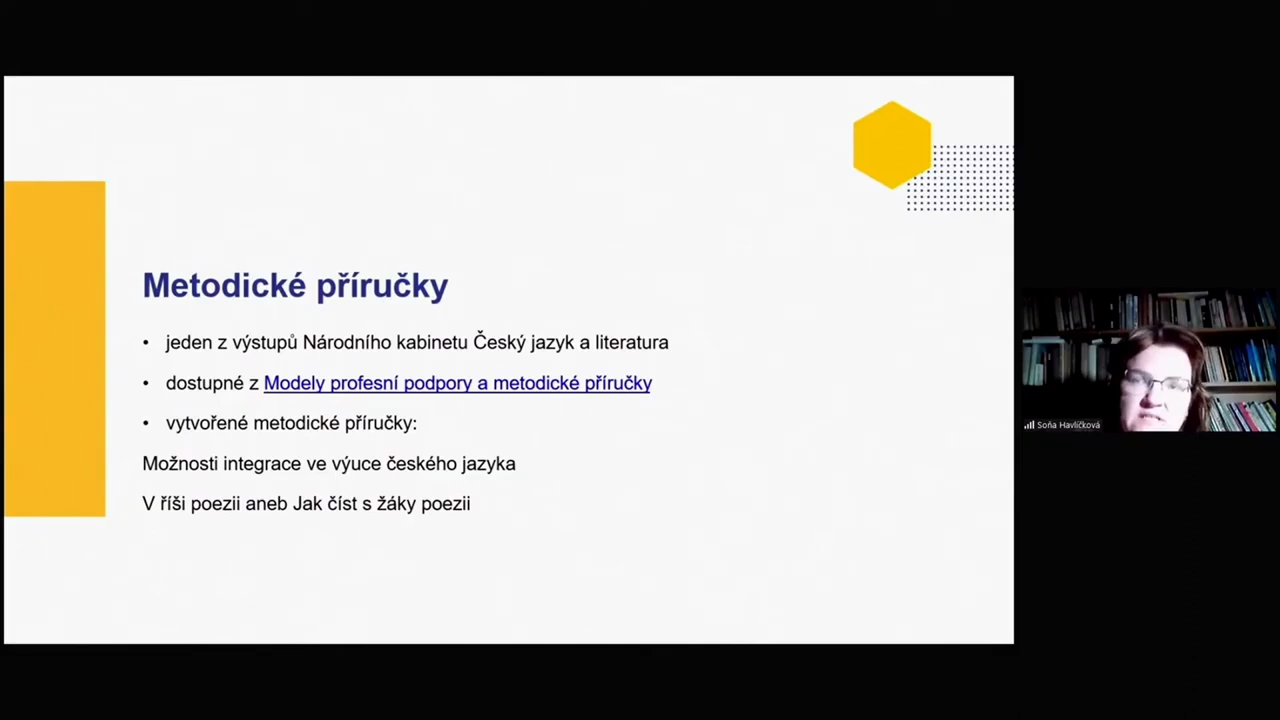 Metodické příručky
• jeden z výstupů Národního kabinetu Český jazyk a literatura
• dostupné z Modely profesní podpory a metodické příručky
• vytvořené metodické příručky:
Možnosti integrace ve výuce českého jazyka
V říši poezii aneb Jak číst s žáky poezii
Soňa Havlíčková